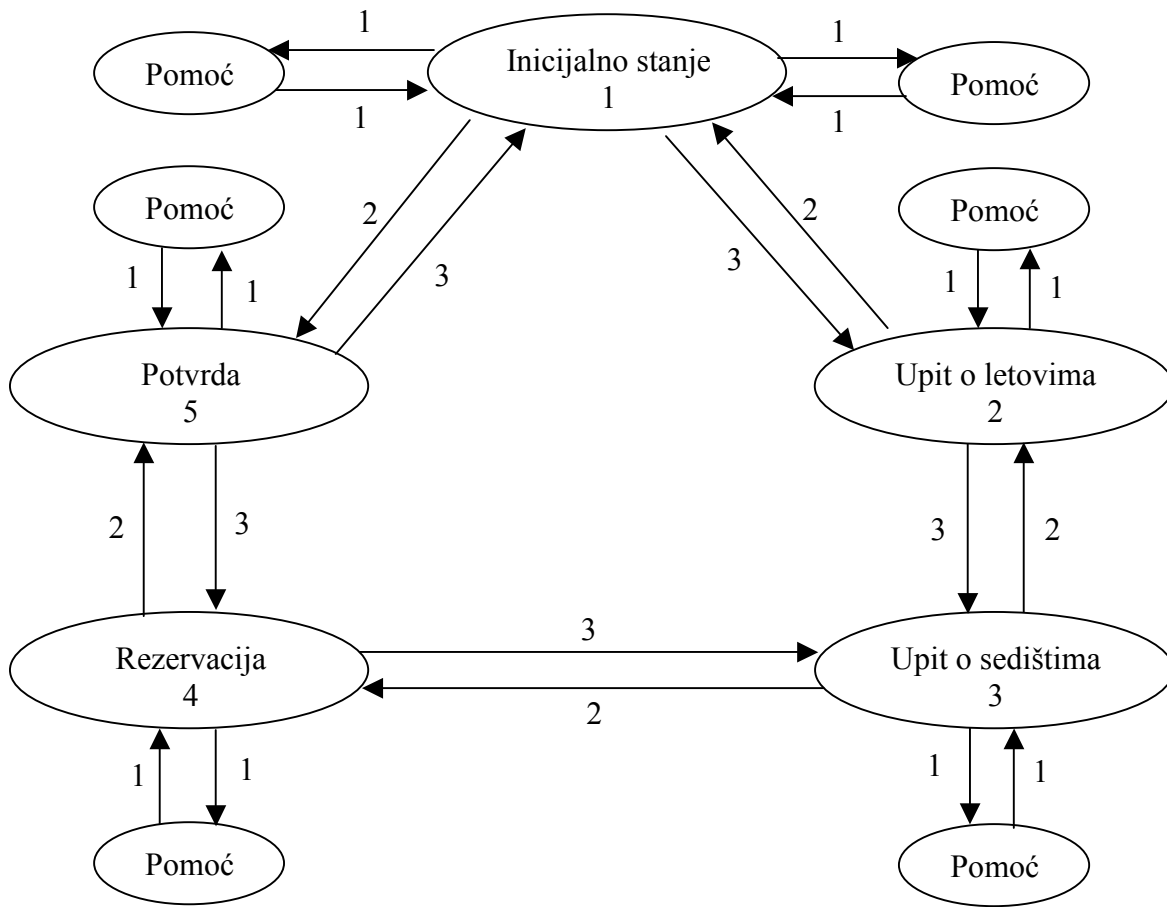 1
1
Pomoć
Inicijalno stanje
1
Pomoć
1
1
Pomoć
Pomoć
2
2
3
3
1
1
1
1
Potvrda
5
Upit o letovima
2
2
3
3
2
Rezervacija
4
3
2
Upit o sedištima
3
1
1
1
1
Pomoć
Pomoć